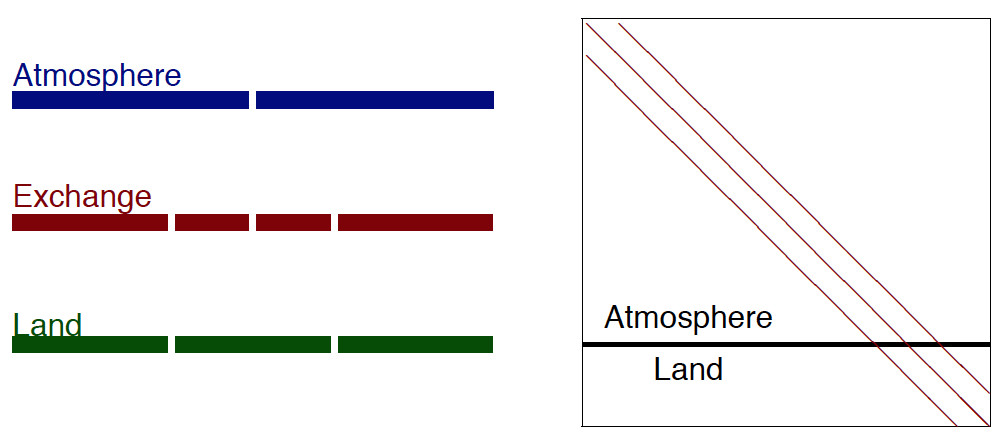 Atmosphere
Exchange
Land
Atmosphere
Land